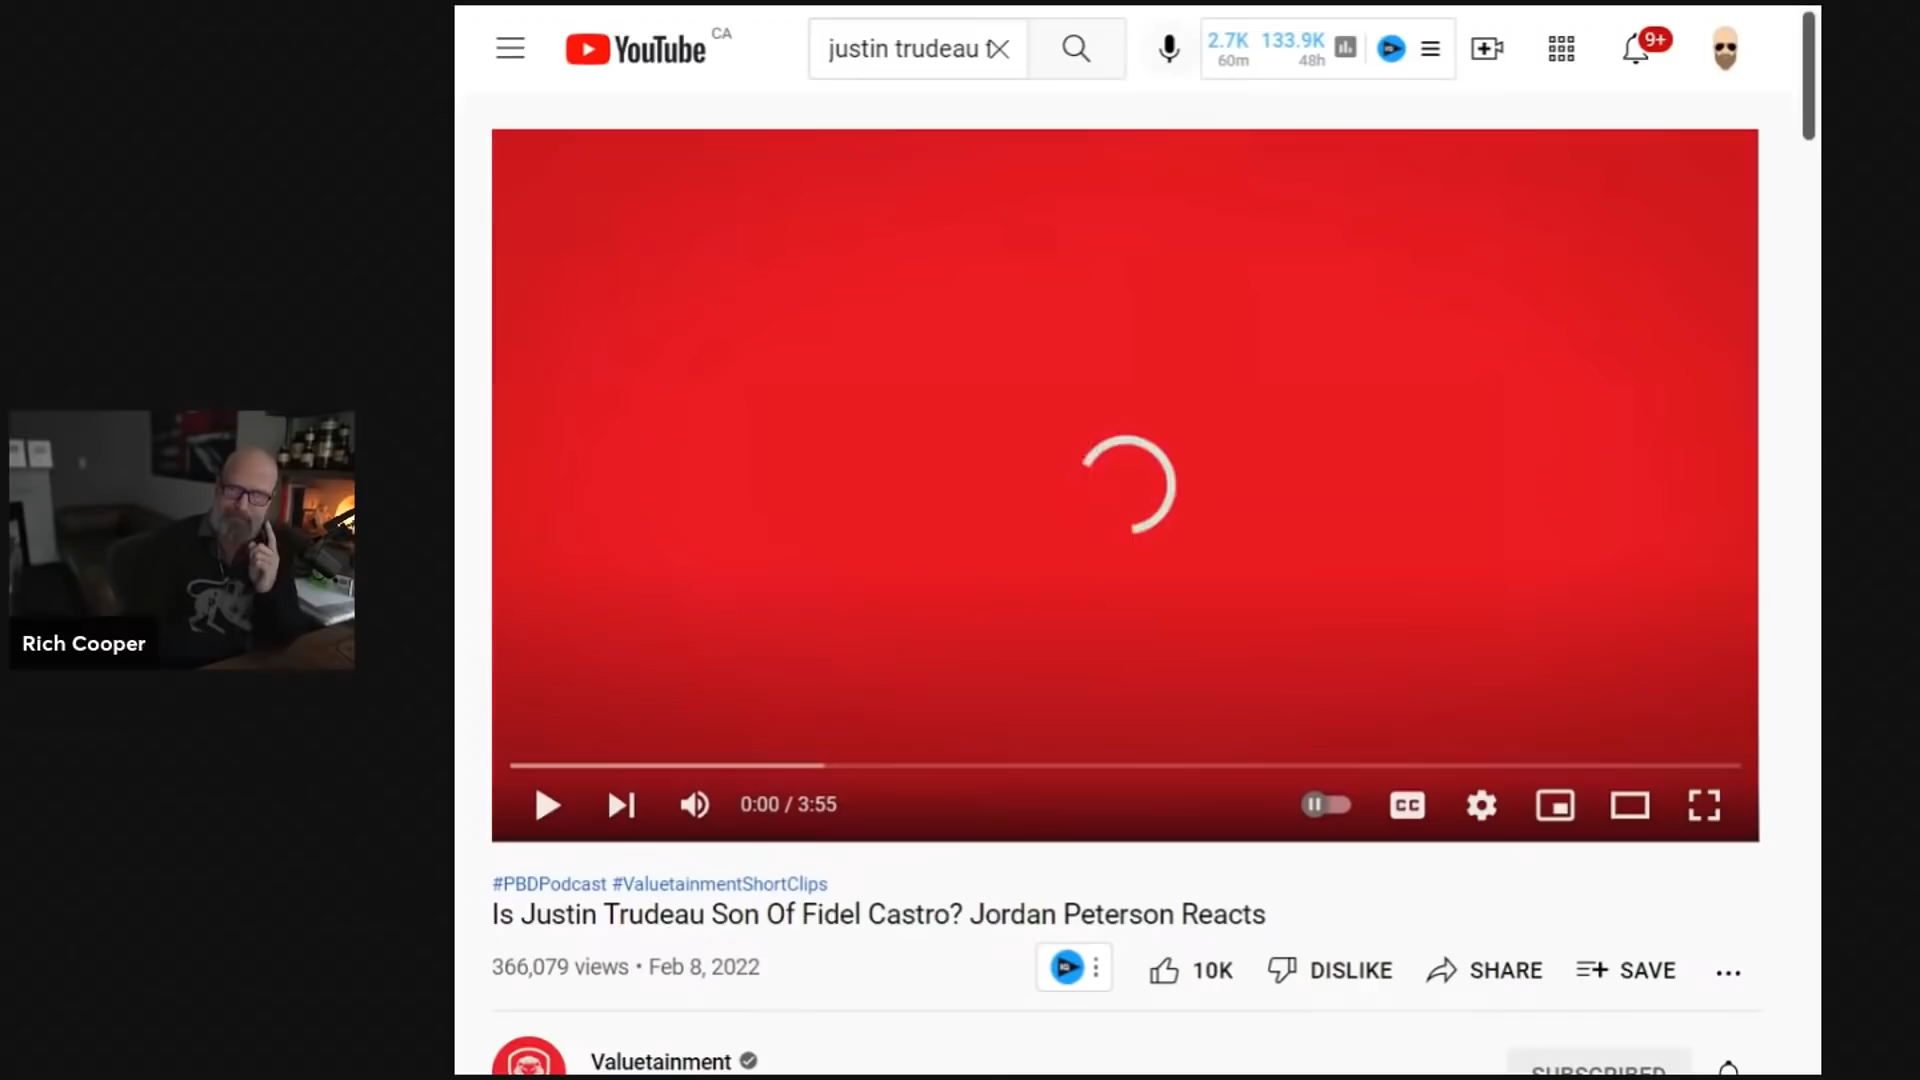 YouTube CA
justin trudeau f
2.7K 133.9K
60m 48h
9+
Rich Cooper
0:00 / 3:55
CC
#PBDPodcast #ValuetainmentShortClips
Is Justin Trudeau Son Of Fidel Castro? Jordan Peterson Reacts
366,079 views • Feb 8, 2022
10K DISLIKE SHARE SAVE
Valuetainment
SUBSCRIBED